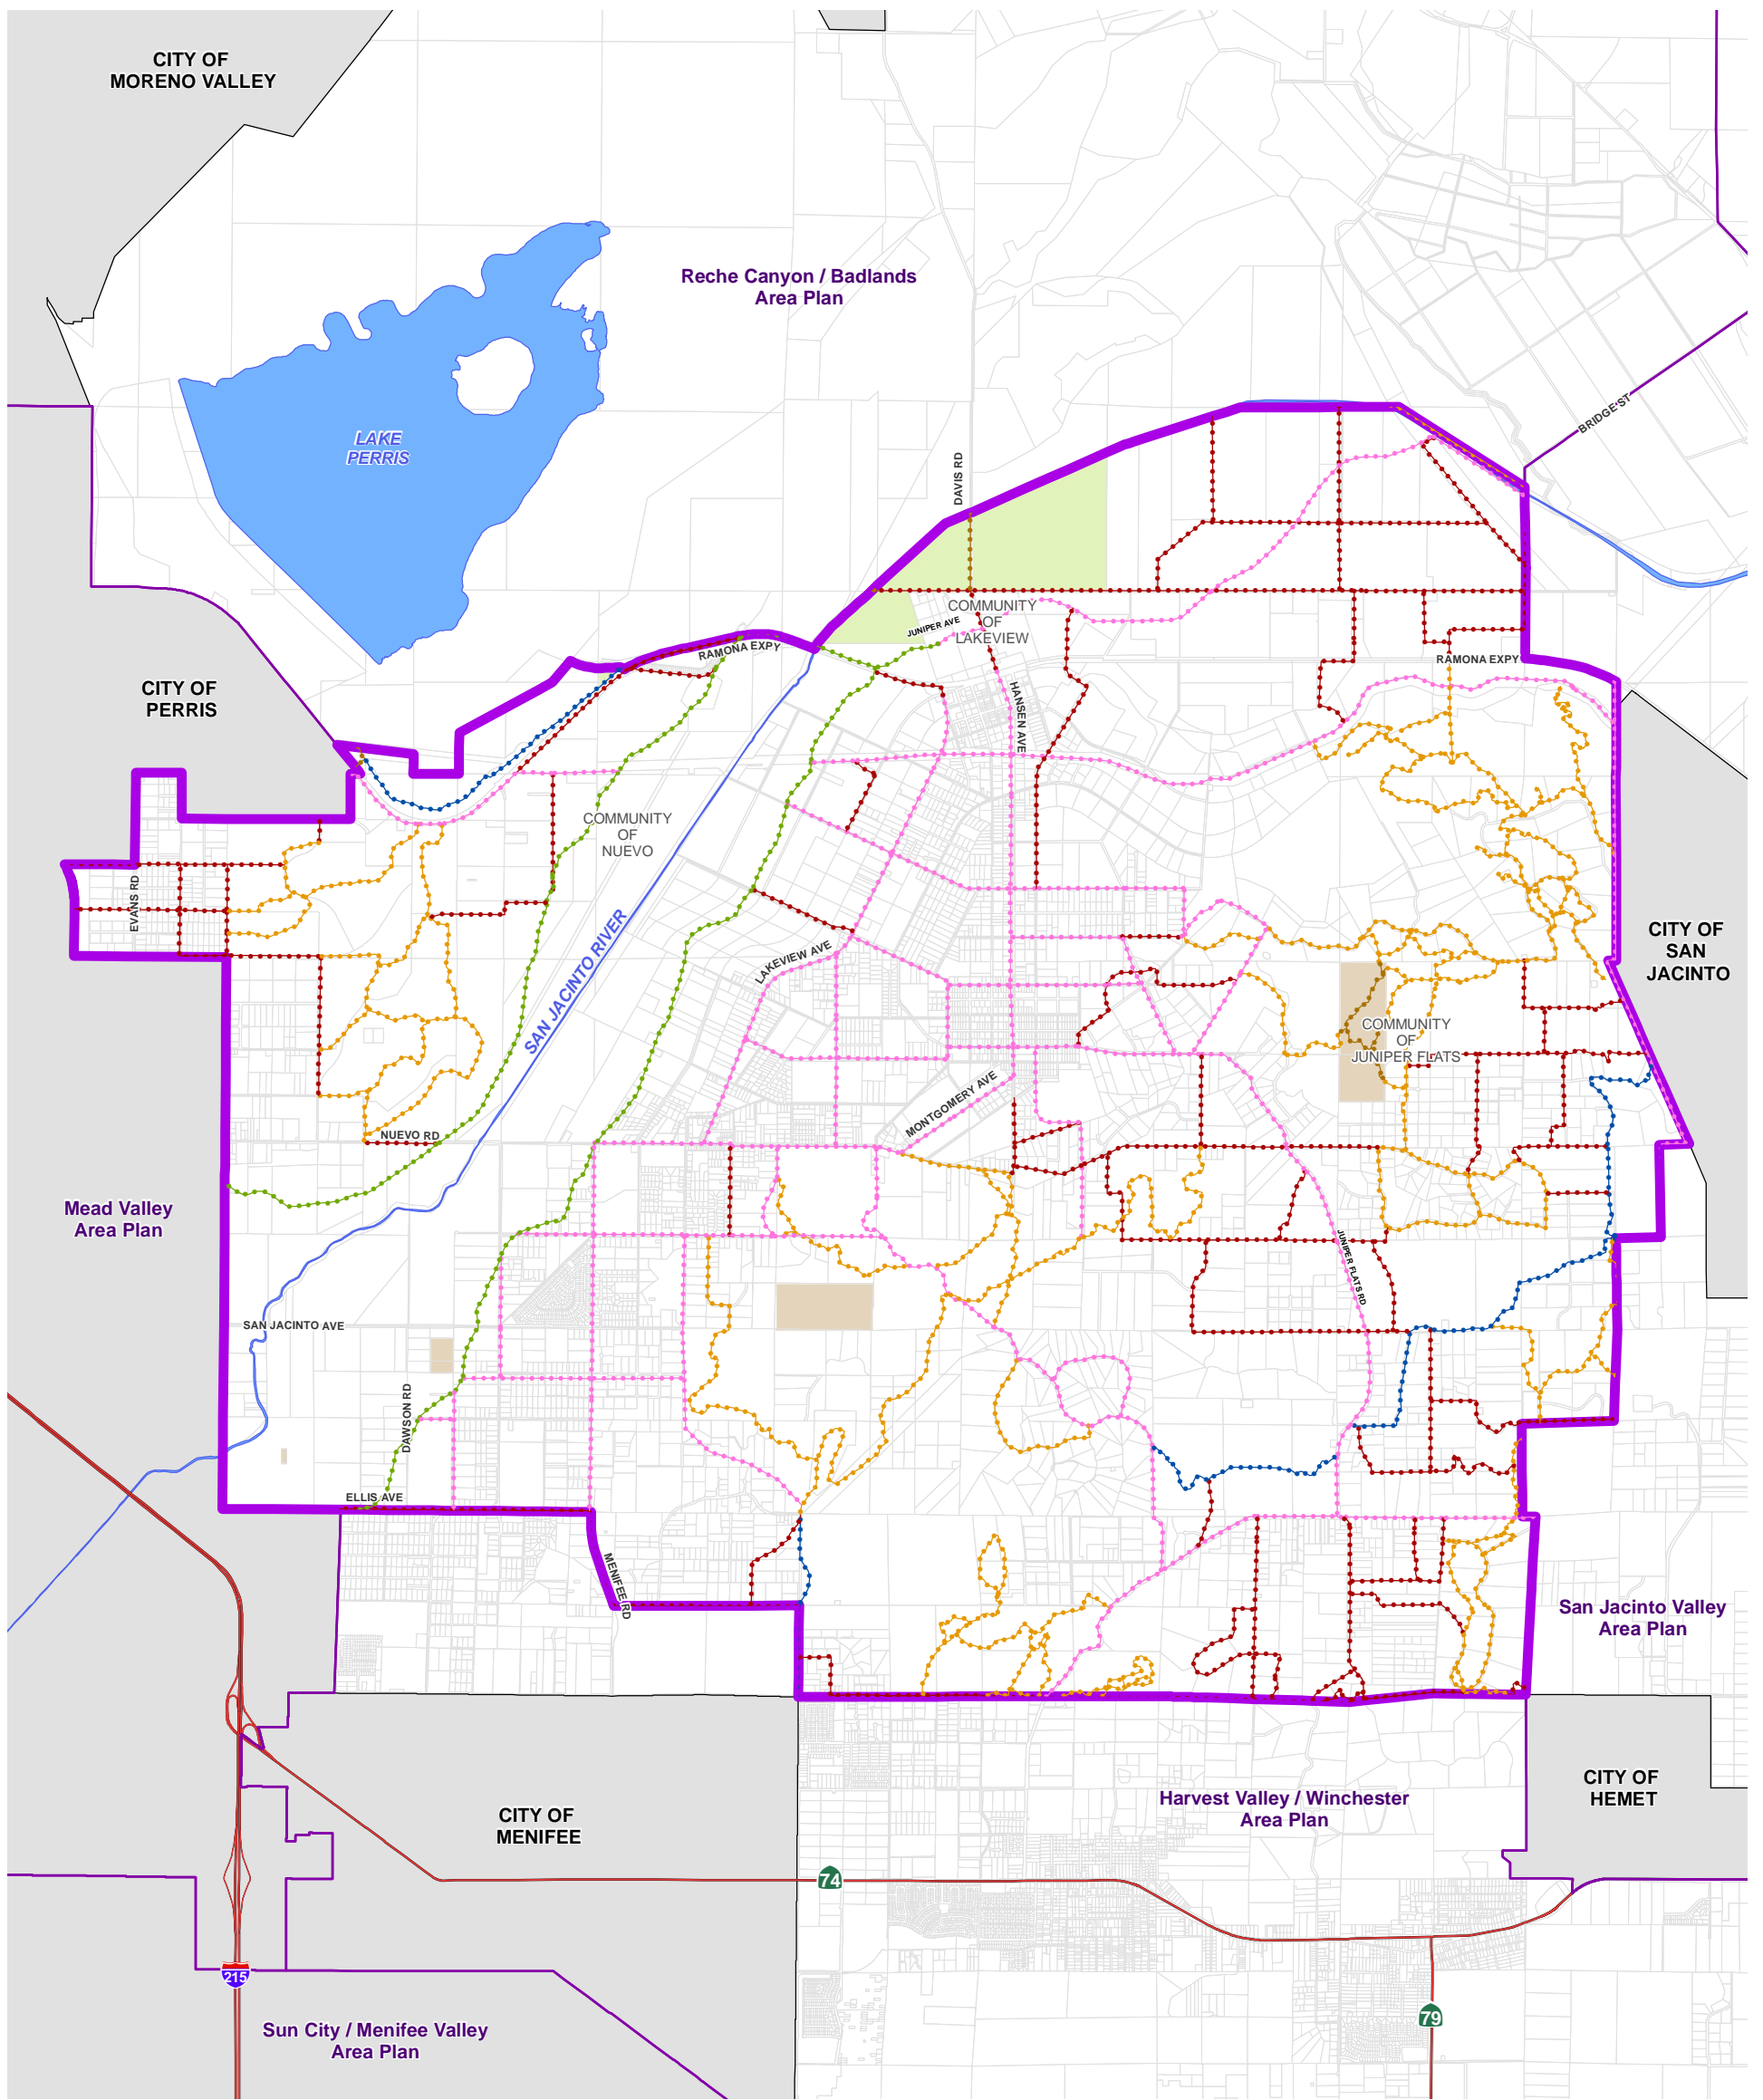 CITY OF
MORENO VALLEY
Reche Canyon / Badlands
Area Plan
BRIDGE ST
LAKE
PERRIS
DAVIS RD
COMMUNITY
OF
LAKEVIEW
JUNIPER AVE
RAMONA EXPY
RAMONA EXPY
CITY OF
PERRIS
HANSEN AVE
COMMUNITY
OF
NUEVO
EVANS RD
SAN JACINTO RIVER
LAKEVIEW AVE
CITY OF
SAN
JACINTO
COMMUNITY
OF
JUNIPER FLATS
MONTGOMERY AVE
NUEVO RD
Mead Valley
Area Plan
JUNIPER FLATS RD
SAN JACINTO AVE
DAWSON RD
ELLIS AVE
MENIFEE RD
San Jacinto Valley
Area Plan
CITY OF
HEMET
Harvest Valley / Winchester
Area Plan
CITY OF
MENIFEE
74
215
79
Sun City / Menifee Valley
Area Plan